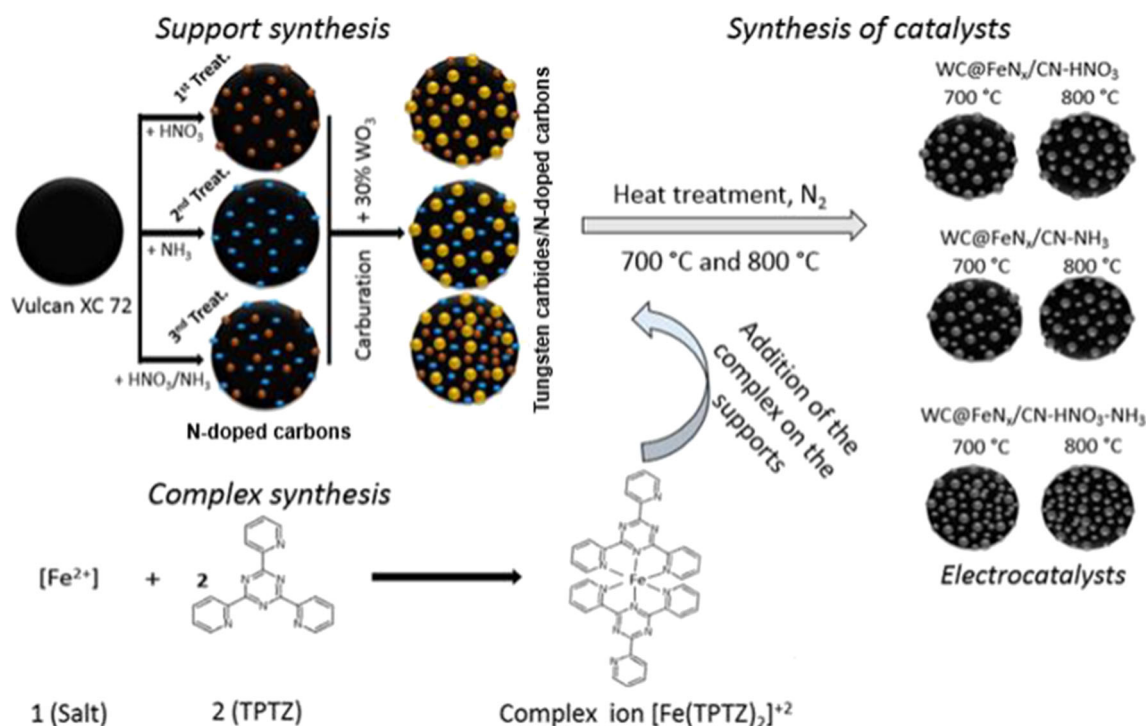 Support synthesis
Synthesis of catalysts
1st Treat.
+ HNO3
2nd Treat.
+ NH3
3nd Treat.
+ HNO3/NH3
Vulcan XC 72
N-doped carbons
+ 30% WO3
Carburation
Tungsten carbides/N-doped carbons
Heat treatment, N2
700 °C and 800 °C
Addition of the
complex on the
supports
WC@FeNx/CN-HNO3
700 °C 800 °C
WC@FeNx/CN-NH3
700 °C 800 °C
WC@FeNx/CN-HNO3-NH3
700 °C 800 °C
Electrocatalysts
Complex synthesis
[Fe2+] + 2
N
N
N
N
N
N
N
N
N
N
N
N
Fe
N
N
N
N
N
N
1 (Salt) 2 (TPTZ) Complex ion [Fe(TPTZ)2]+2